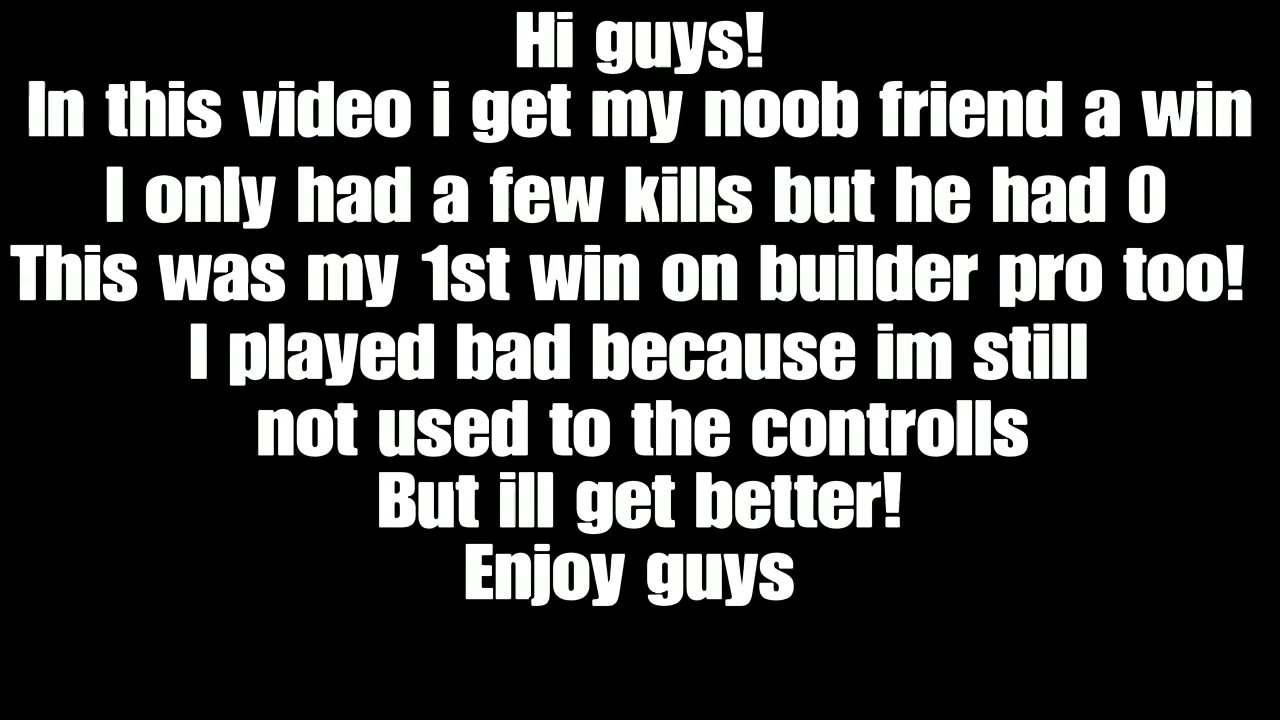 Hi guys!
In this video i get my noob friend a win
I only had a few kills but he had 0
This was my 1st win on builder pro too!
I played bad because im still
not used to the controlls
But ill get better!
Enjoy guys